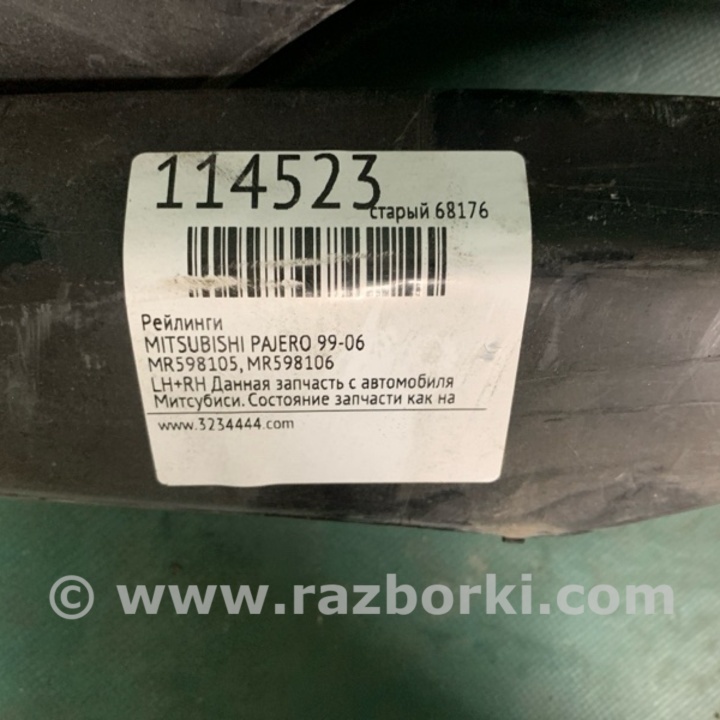 114523
старый 68176
Рейлинги
MITSUBISHI PAJERO 99-06
MR598105, MR598106
LH+RH Данная запчасть с автомобиля
Митсубиси. Состояние запчасти как на
www.3234444.com
© www.razborki.com